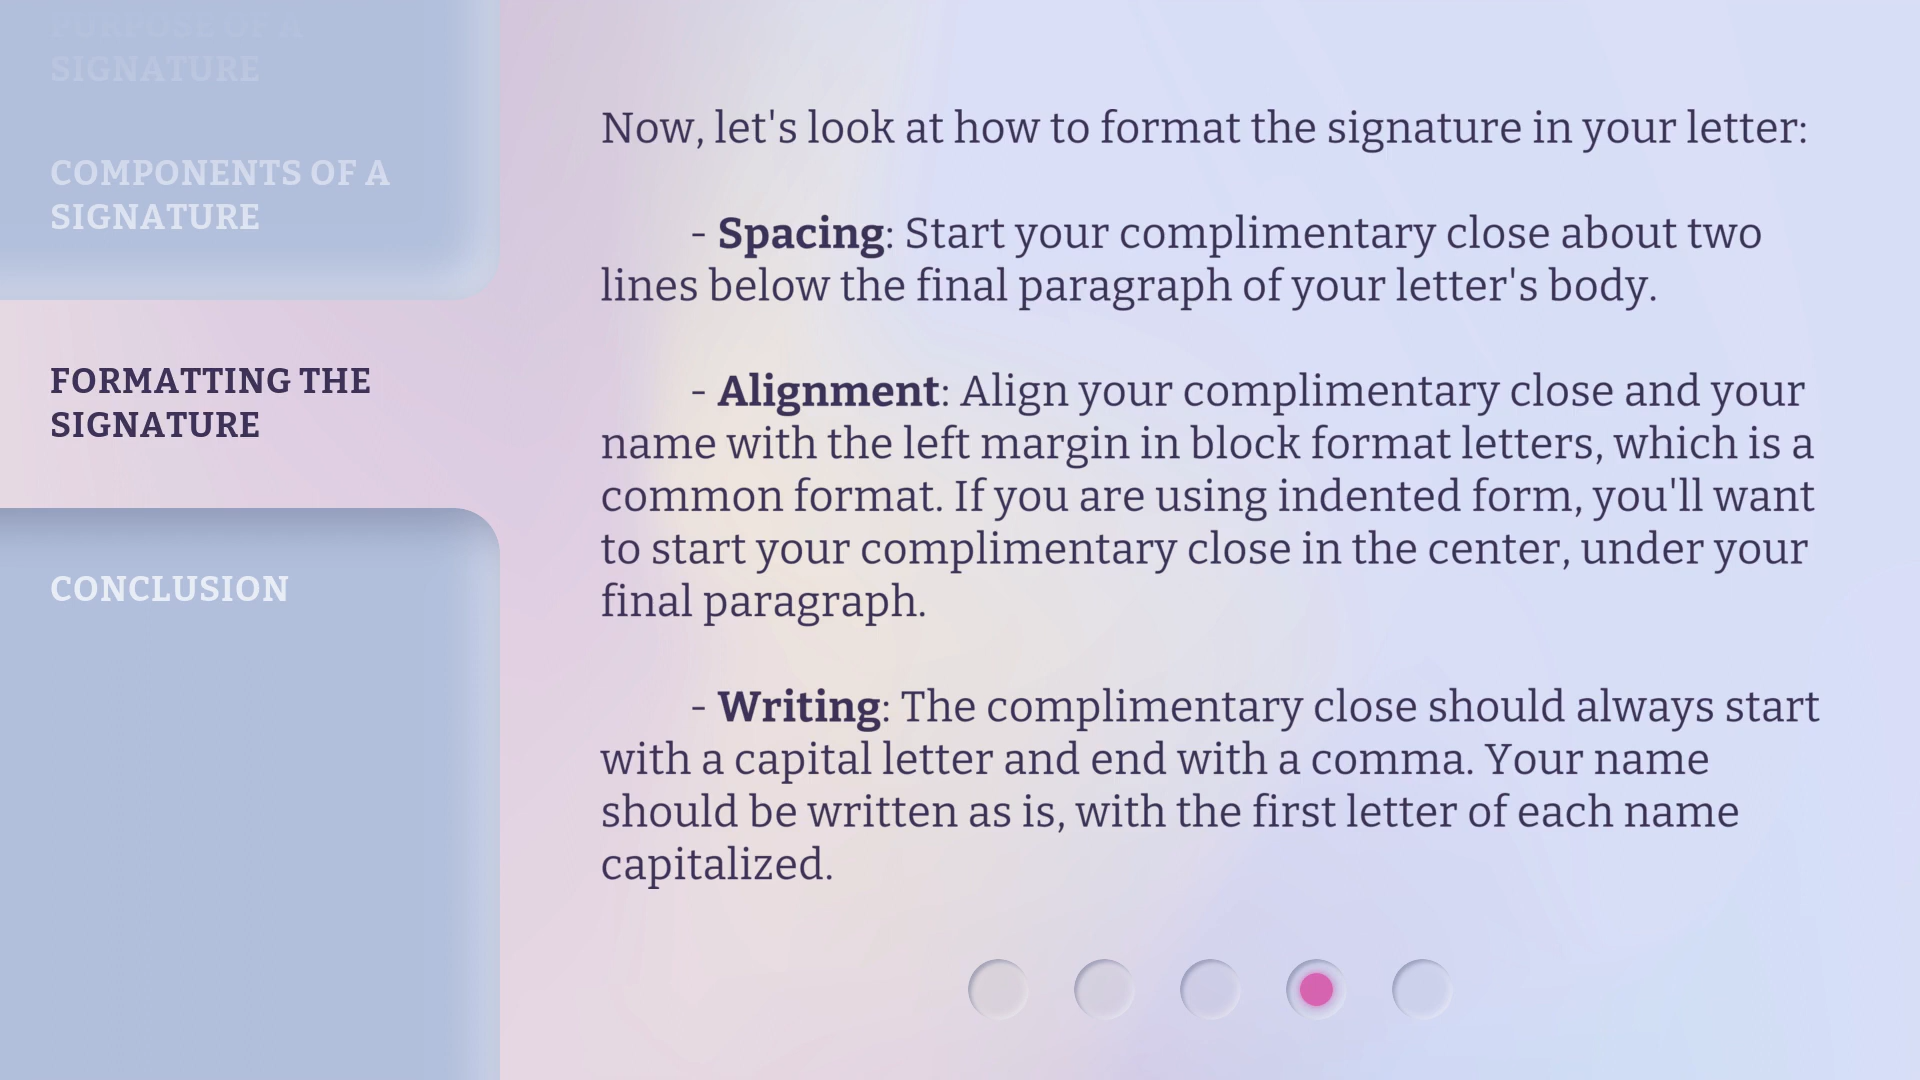 PURPOSE OF A
SIGNATURE
COMPONENTS OF A
SIGNATURE
FORMATTING THE
SIGNATURE
CONCLUSION
Now, let's look at how to format the signature in your letter:
- Spacing: Start your complimentary close about two
lines below the final paragraph of your letter's body.
- Alignment: Align your complimentary close and your
name with the left margin in block format letters, which is a
common format. If you are using indented form, you'll want
to start your complimentary close in the center, under your
final paragraph.
- Writing: The complimentary close should always start
with a capital letter and end with a comma. Your name
should be written as is, with the first letter of each name
capitalized.